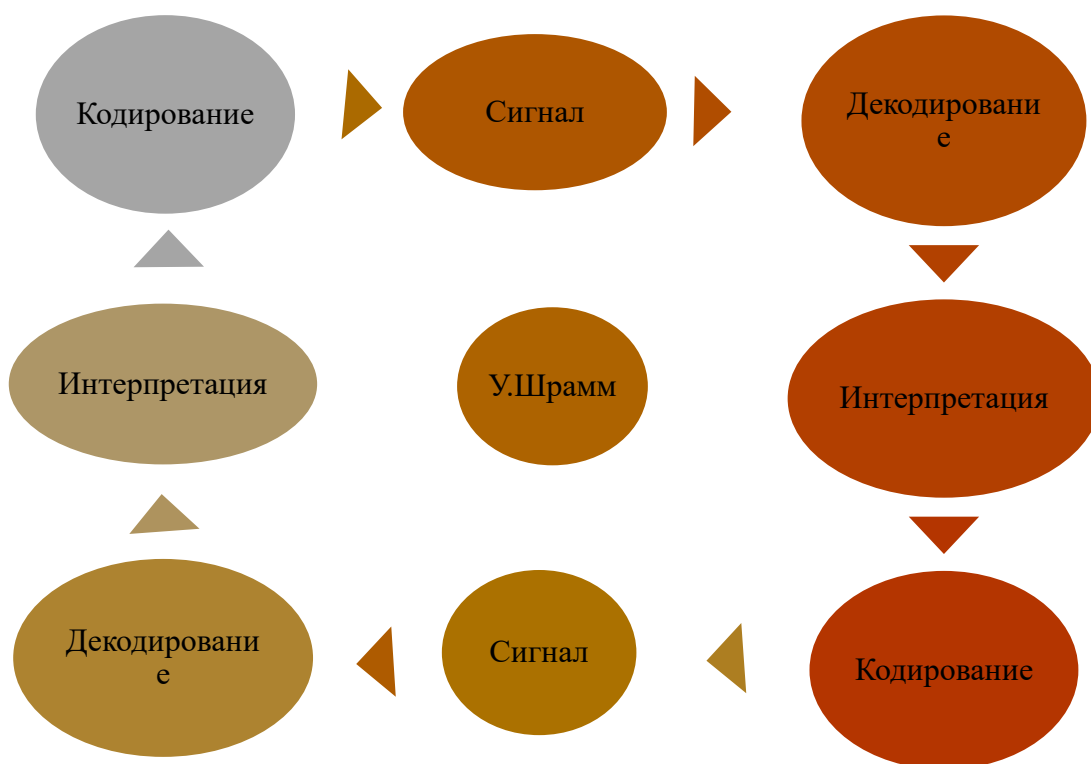 Кодирование
Сигнал
Декодировани
е
Интерпретация
У.Шрамм
Интерпретация
Декодировани
е
Сигнал
Кодирование